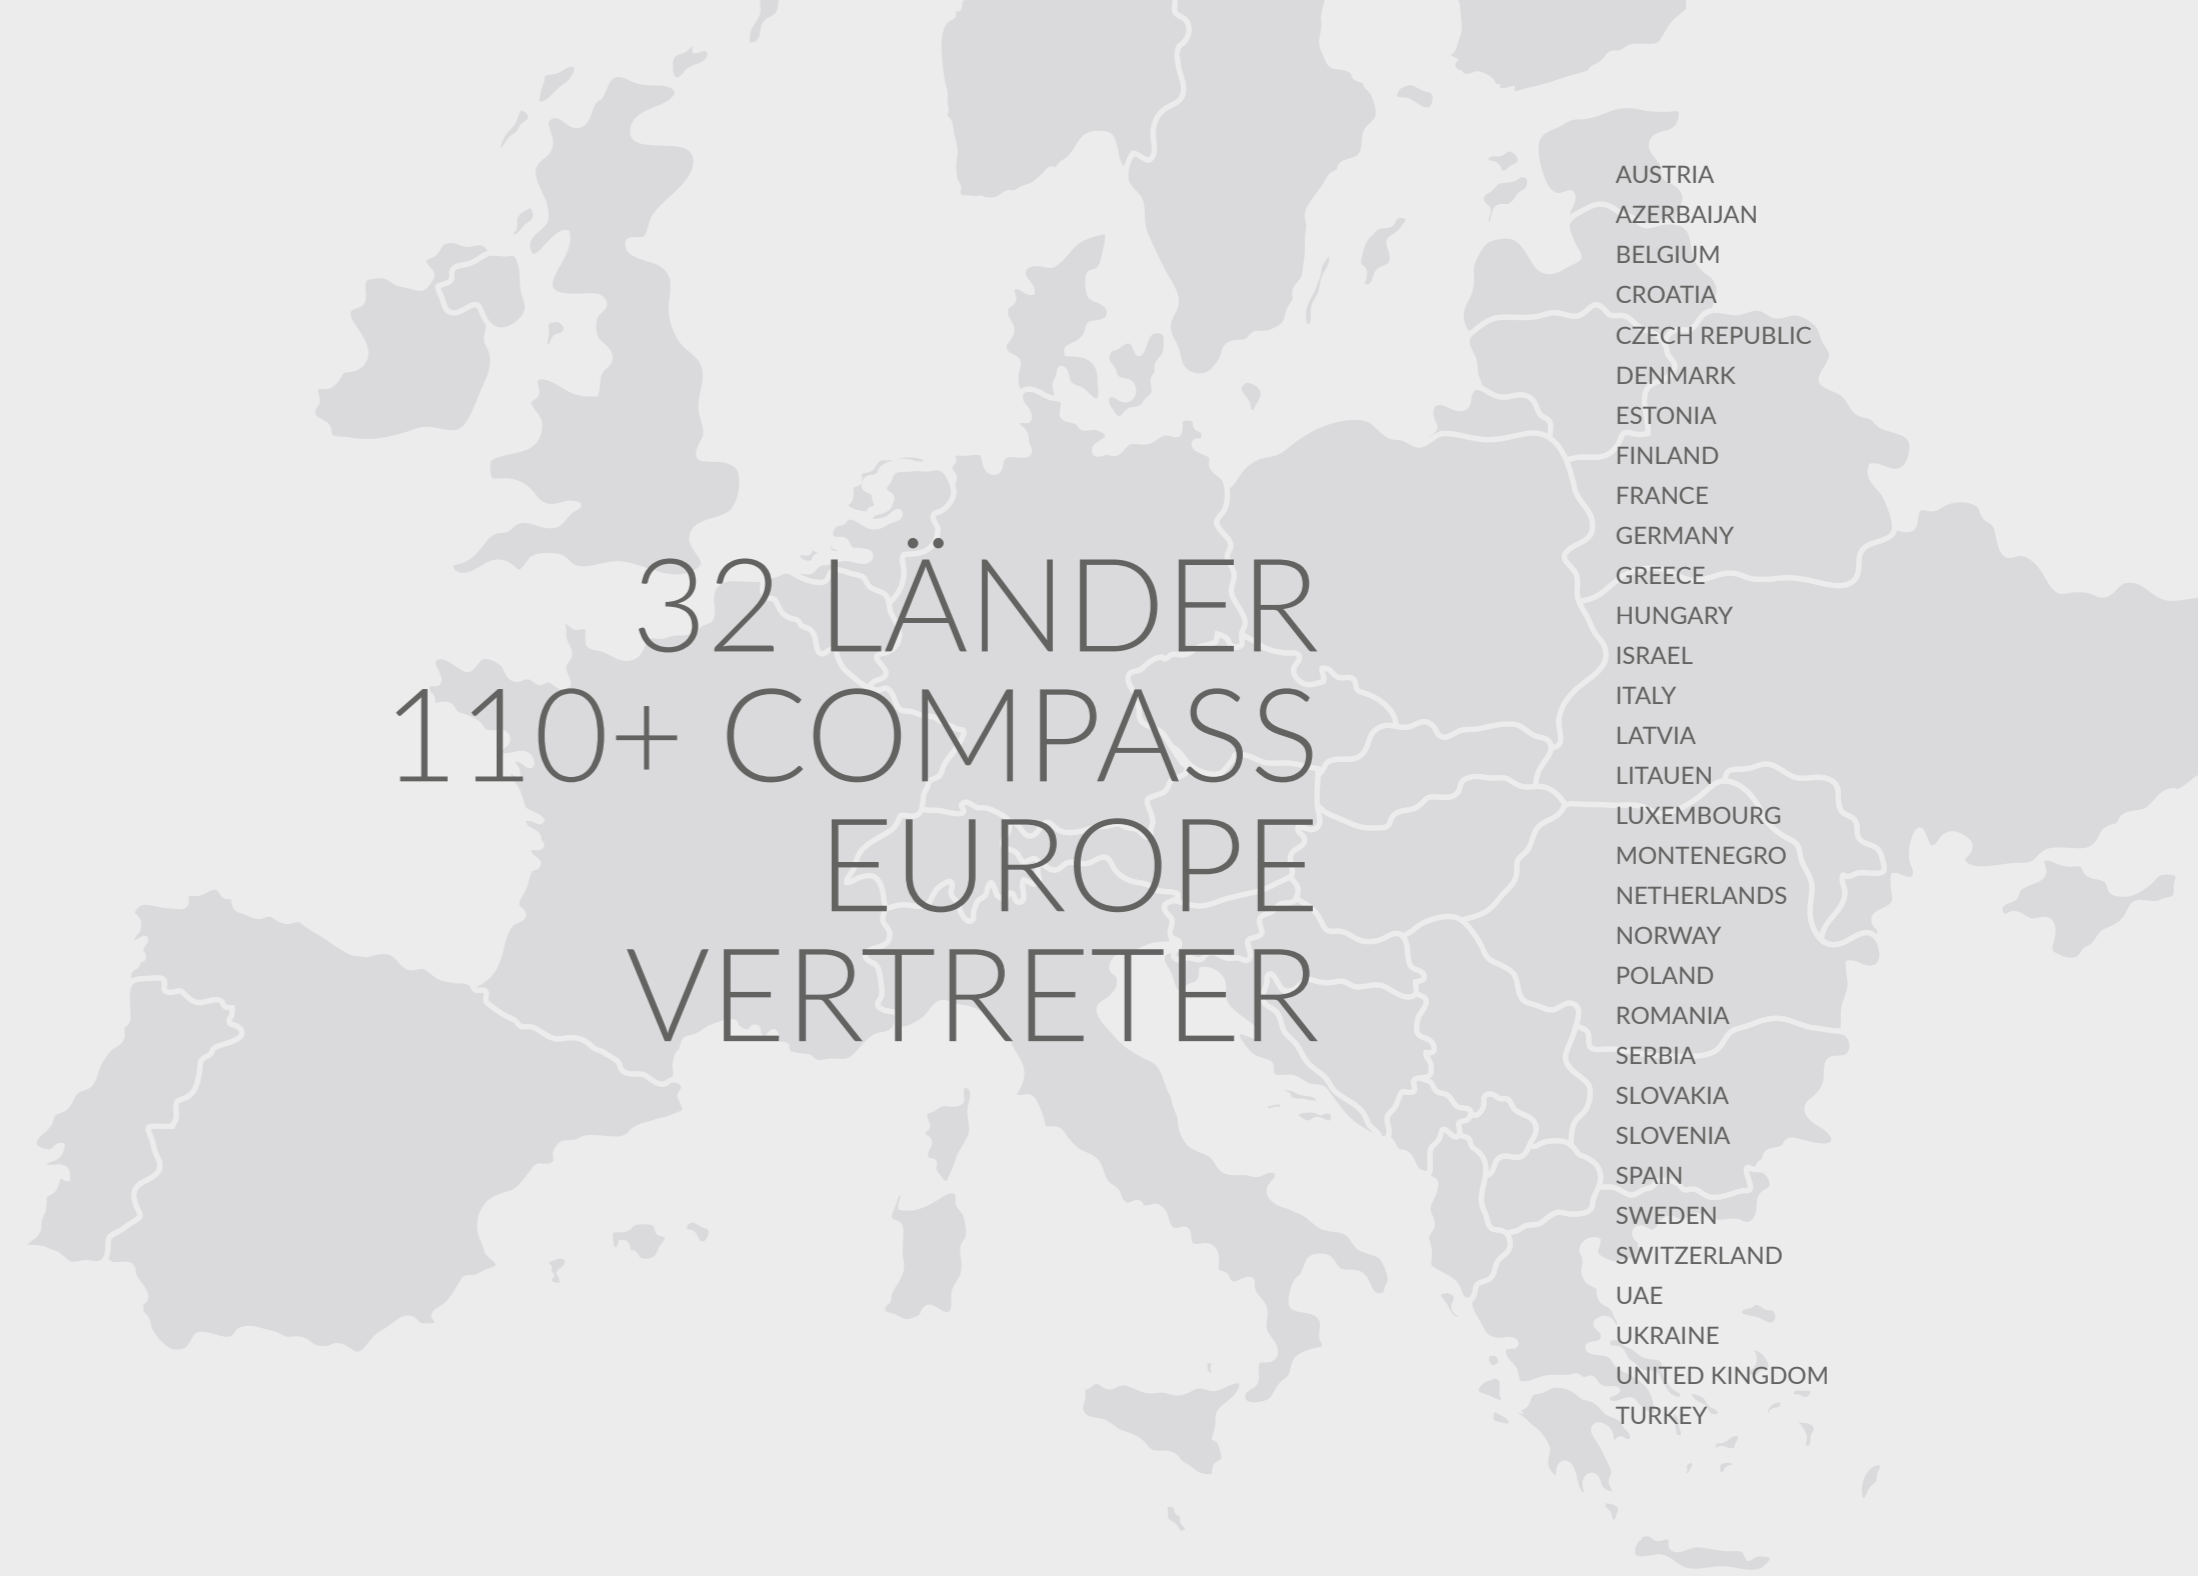 32 LÄNDER
110+ COMPASS
EUROPE
VERTRETER
AUSTRIA
AZERBAIJAN
BELGIUM
CROATIA
CZECH REPUBLIC
DENMARK
ESTONIA
FINLAND
FRANCE
GERMANY
GREECE
HUNGARY
ISRAEL
ITALY
LATVIA
LITAUEN
LUXEMBOURG
MONTENEGRO
NETHERLANDS
NORWAY
POLAND
ROMANIA
SERBIA
SLOVAKIA
SLOVENIA
SPAIN
SWEDEN
SWITZERLAND
UAE
UKRAINE
UNITED KINGDOM
TURKEY